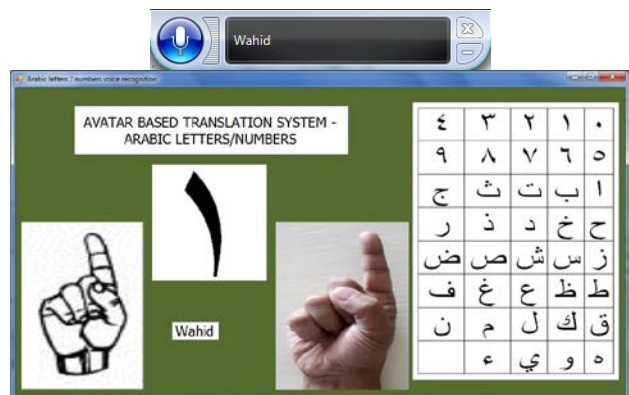 Wahid
Arabic letters / numbers voice recognition
AVATAR BASED TRANSLATION SYSTEM -
ARABIC LETTERS/NUMBERS
١
Wahid
٠ ١ ٢ ٣ ٤
٥ ٦ ٧ ٨ ٩
ا ب ت ث ج
ح خ د ذ ر
ز س ش ص ض
ط ظ ع غ ف
ق ك ل م ن
ه و ي ء